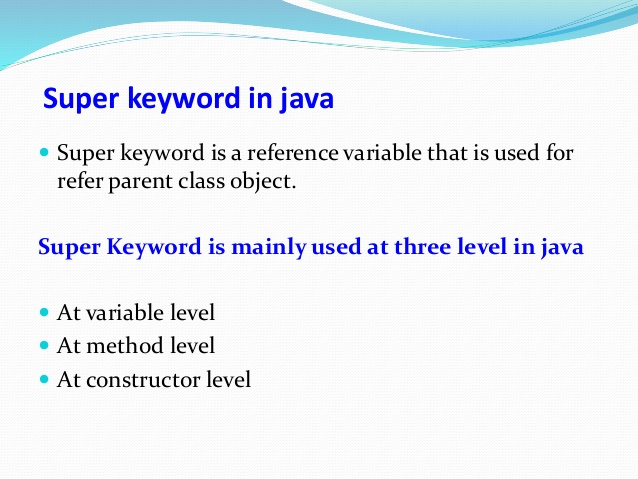 Super keyword in java
Super keyword is a reference variable that is used for
refer parent class object.
Super Keyword is mainly used at three level in java
At variable level
At method level
At constructor level